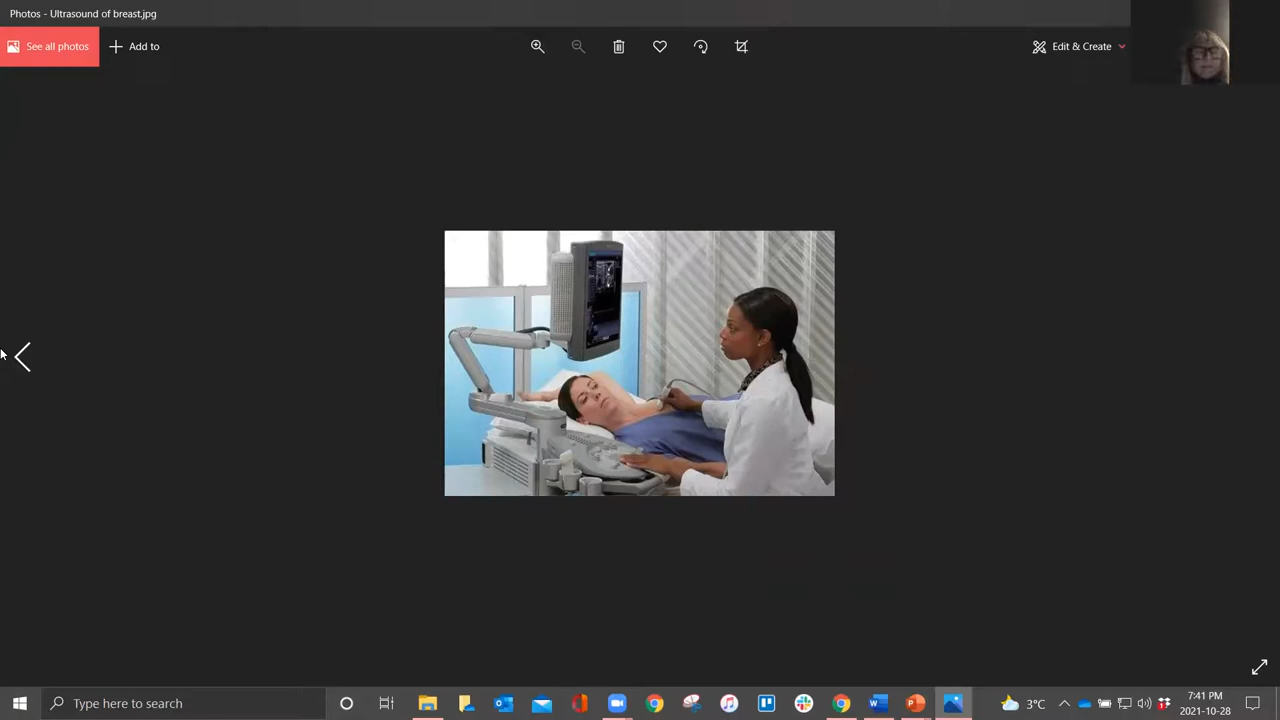 Photos - Ultrasound of breast.jpg
See all photos
Add to
Edit & Create
Type here to search
3°C
7:41 PM
2021-10-28